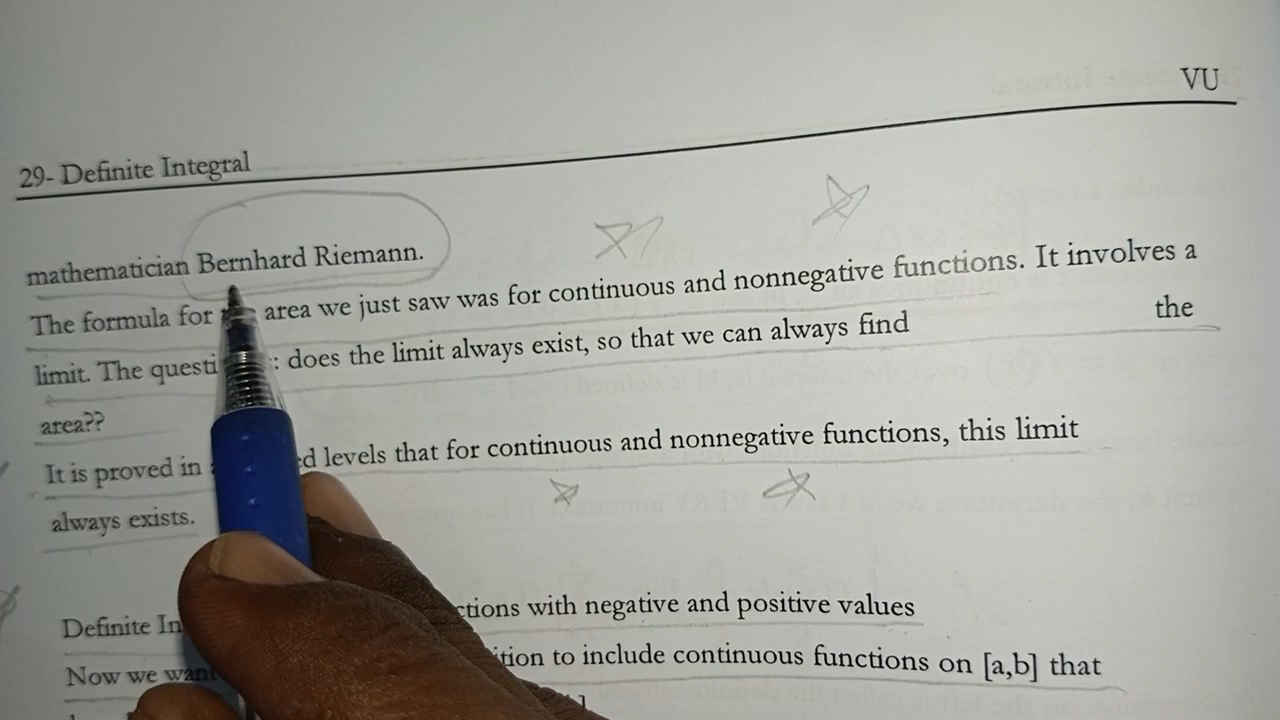 VU
29- Definite Integral
mathematician Bernhard Riemann.
The formula for area we just saw was for continuous and nonnegative functions. It involves a
limit. The questi : does the limit always exist, so that we can always find the
area??
It is proved in ed levels that for continuous and nonnegative functions, this limit
always exists.
Definite In ctions with negative and positive values
Now we want ition to include continuous functions on [a,b] that